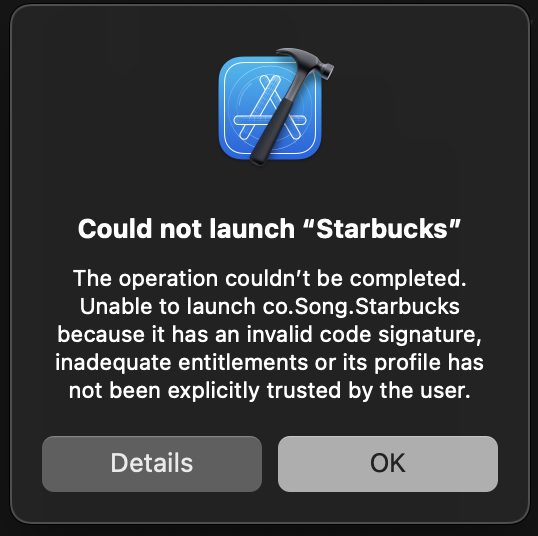 Could not launch “Starbucks”
The operation couldn’t be completed.
Unable to launch co.Song.Starbucks
because it has an invalid code signature,
inadequate entitlements or its profile has
not been explicitly trusted by the user.
Details
OK